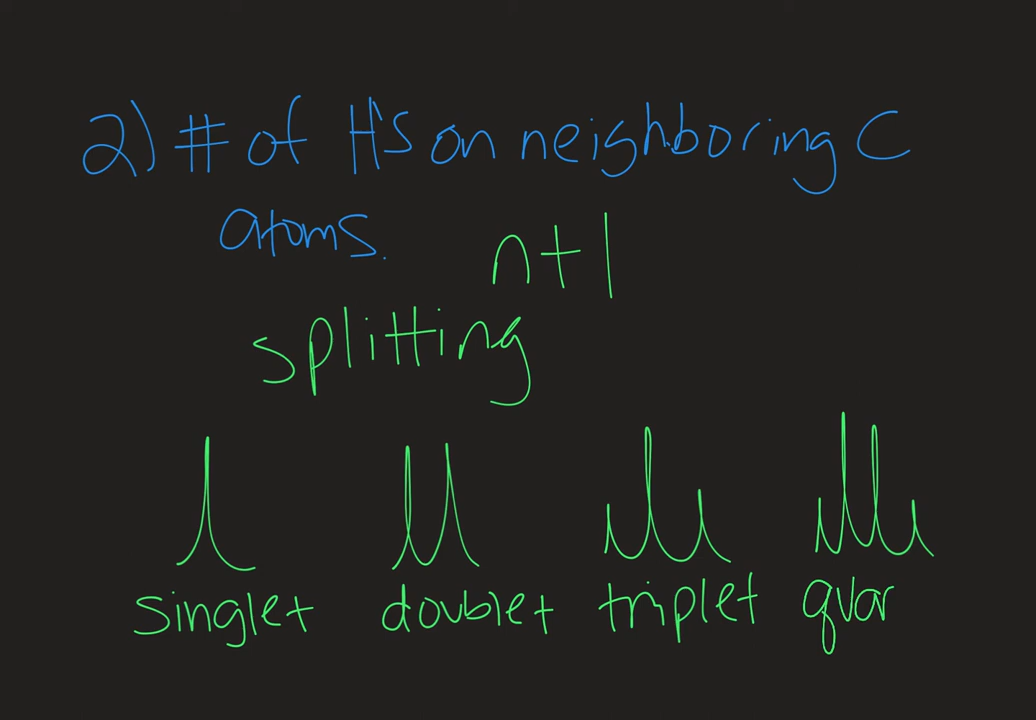 2) # of H's on neighboring C
atoms.
n+1
splitting
singlet doublet triplet quar